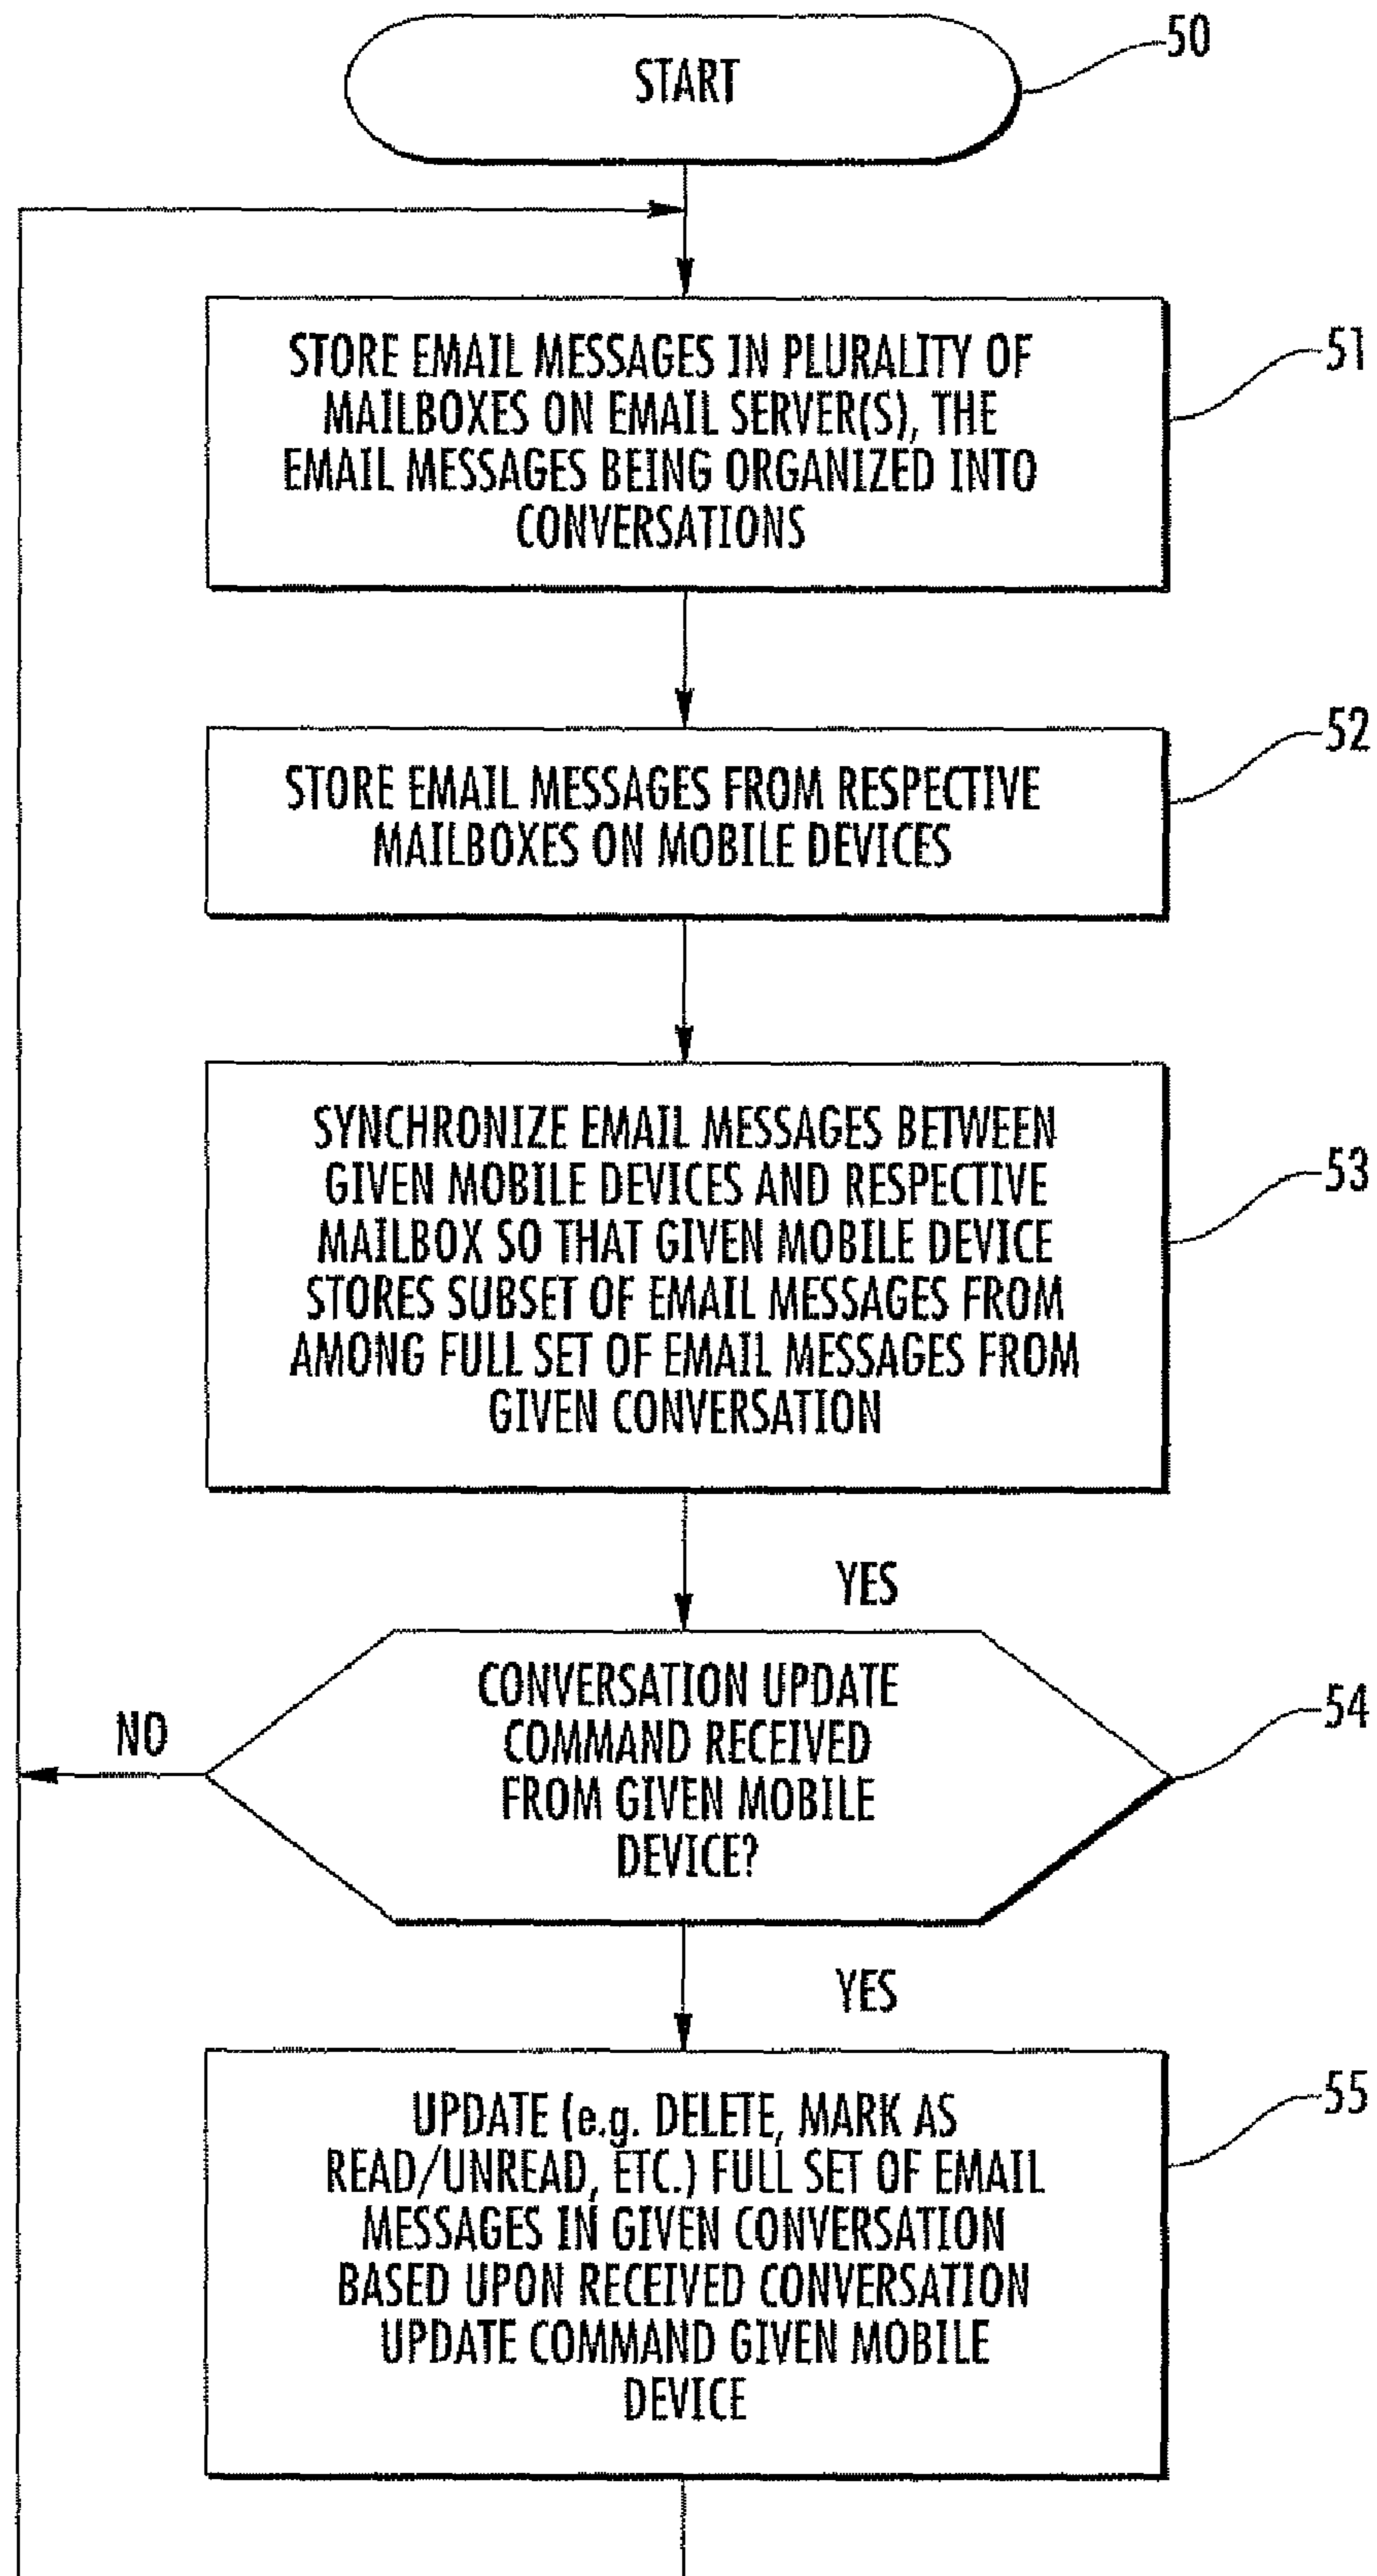 START
50
STORE EMAIL MESSAGES IN PLURALITY OF
MAILBOXES ON EMAIL SERVER(S), THE
EMAIL MESSAGES BEING ORGANIZED INTO
CONVERSATIONS
51
STORE EMAIL MESSAGES FROM RESPECTIVE
MAILBOXES ON MOBILE DEVICES
52
SYNCHRONIZE EMAIL MESSAGES BETWEEN
GIVEN MOBILE DEVICES AND RESPECTIVE
MAILBOX SO THAT GIVEN MOBILE DEVICE
STORES SUBSET OF EMAIL MESSAGES FROM
AMONG FULL SET OF EMAIL MESSAGES FROM
GIVEN CONVERSATION
53
YES
CONVERSATION UPDATE
COMMAND RECEIVED
FROM GIVEN MOBILE
DEVICE?
54
NO
YES
UPDATE (e.g. DELETE, MARK AS
READ/UNREAD, ETC.) FULL SET OF EMAIL
MESSAGES IN GIVEN CONVERSATION
BASED UPON RECEIVED CONVERSATION
UPDATE COMMAND GIVEN MOBILE
DEVICE
55